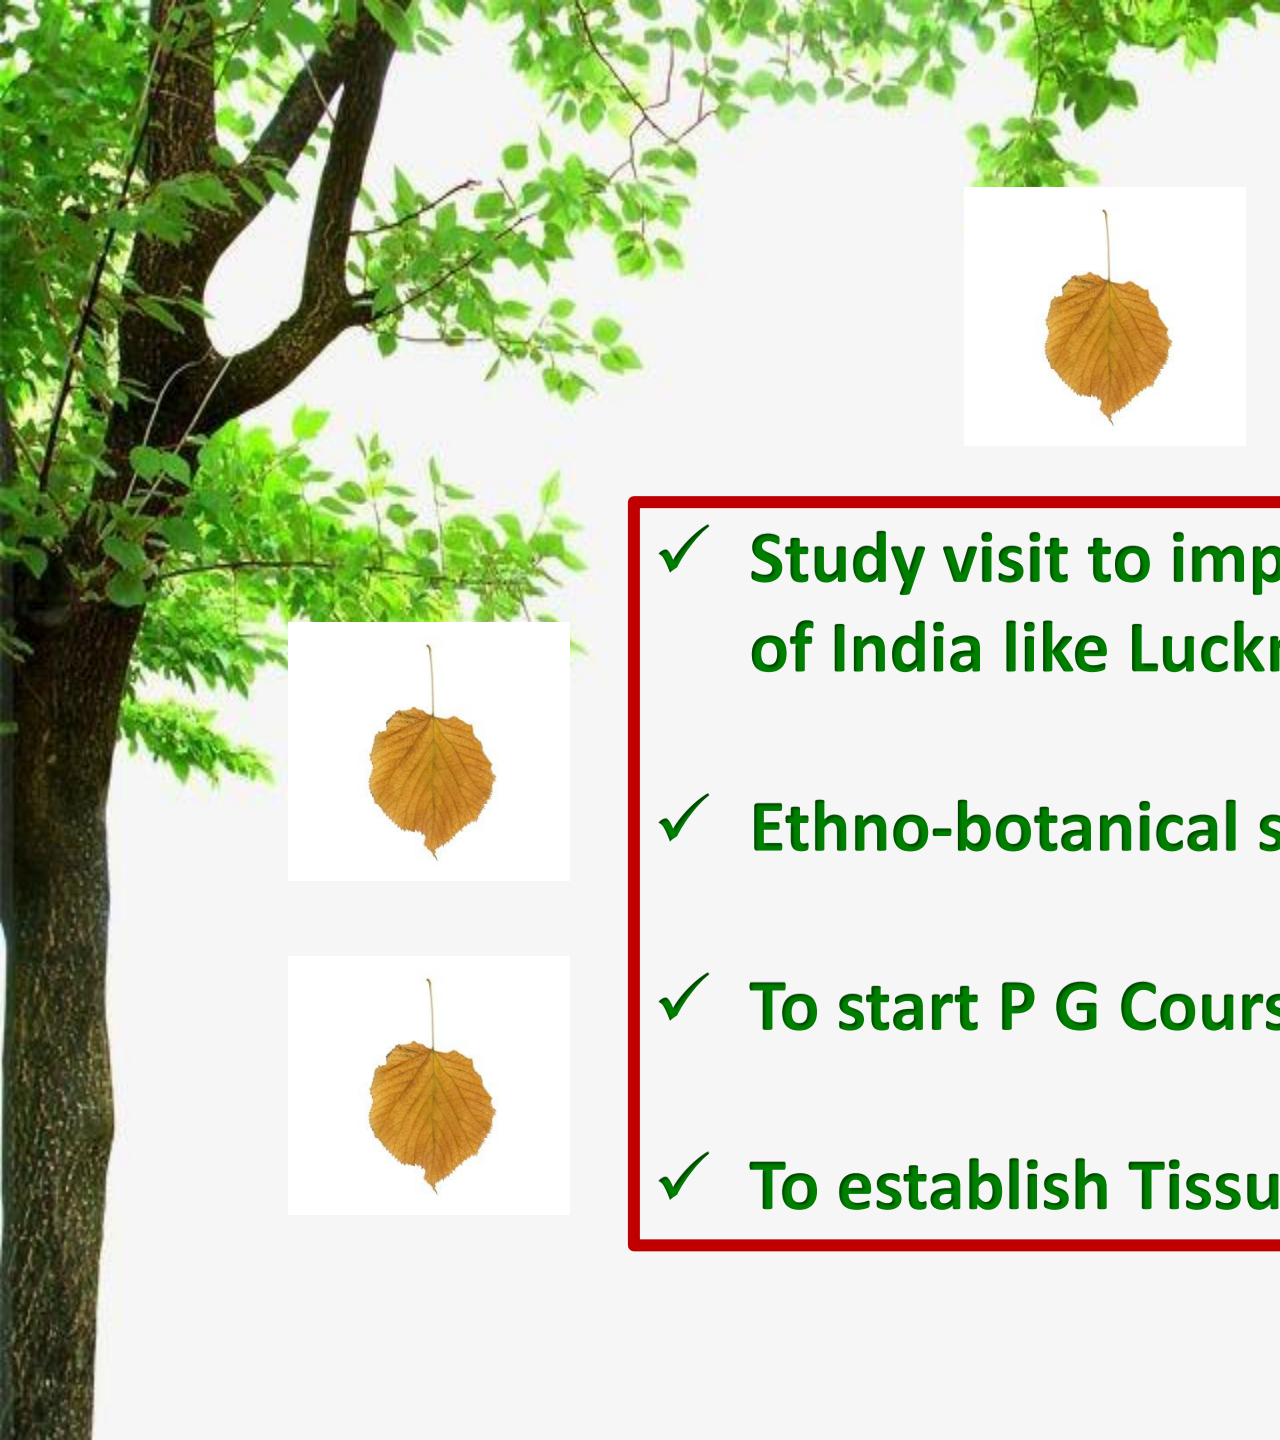 ✓ Study visit to imp
of India like Luck
✓ Ethno-botanical s
✓ To start P G Cours
✓ To establish Tissu